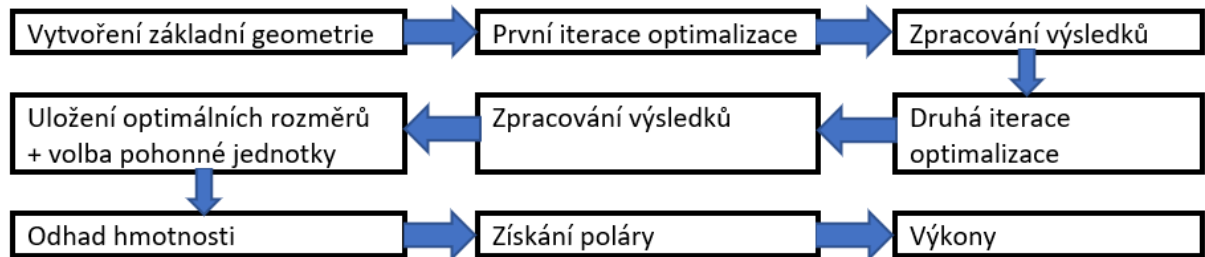 Vytvoření základní geometrie
První iterace optimalizace
Zpracování výsledků
Druhá iterace
optimalizace
Zpracování výsledků
Uložení optimálních rozměrů
+ volba pohonné jednotky
Odhad hmotnosti
Získání poláry
Výkony